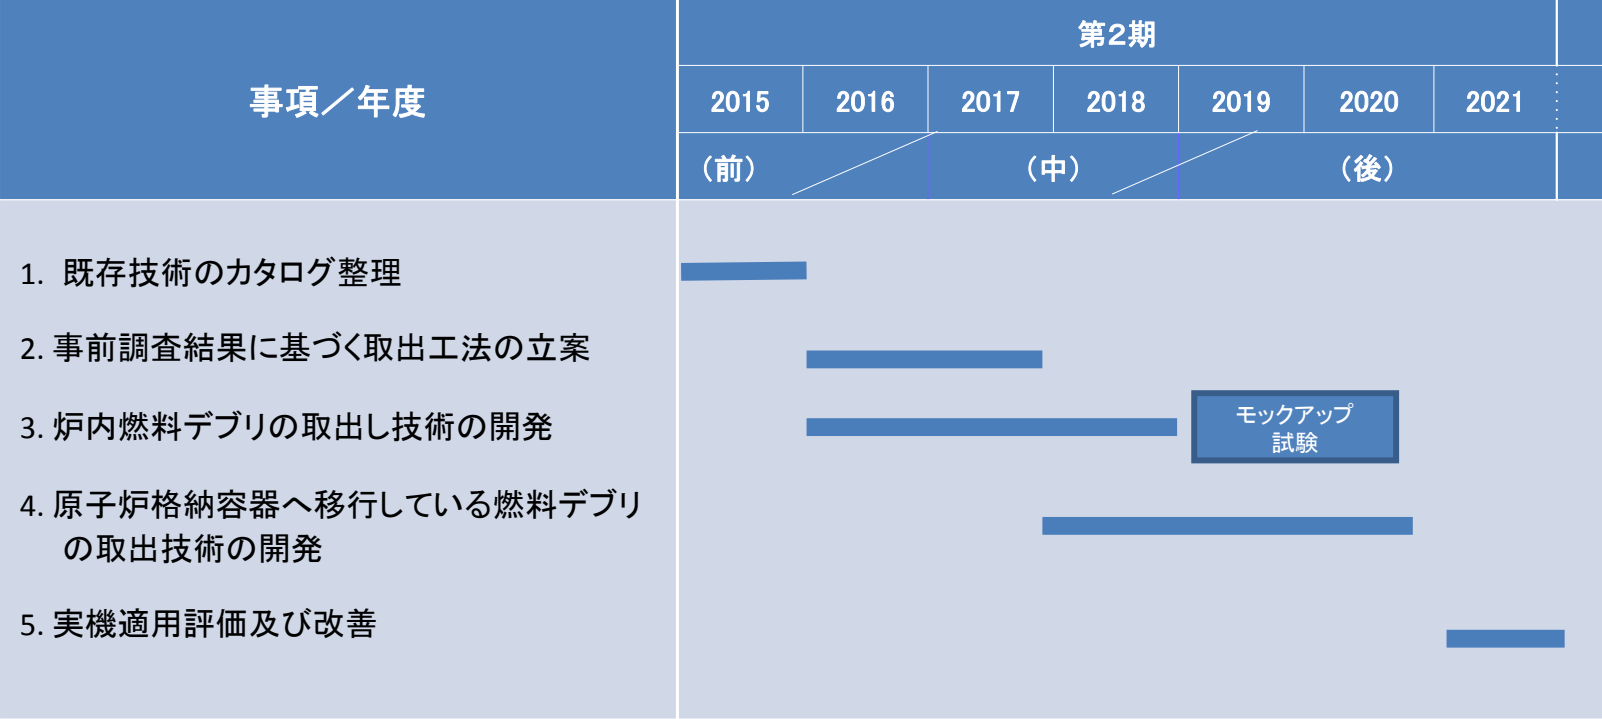 事項／年度
第2期
2015 2016 2017 2018 2019 2020 2021
（前） （中） （後）
1. 既存技術のカタログ整理
2. 事前調査結果に基づく取出工法の立案
3. 炉内燃料デブリの取出し技術の開発
モックアップ
試験
4. 原子炉格納容器へ移行している燃料デブリ
の取出技術の開発
5. 実機適用評価及び改善